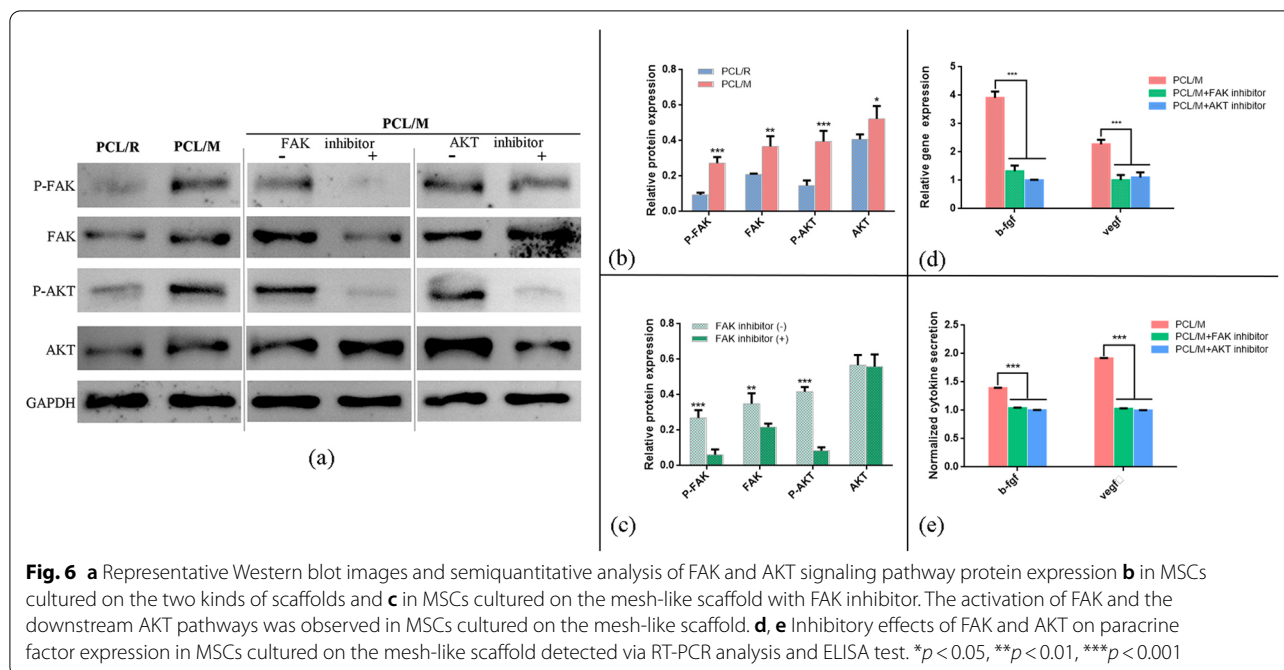 PCL/M
PCL/R PCL/M FAK inhibitor AKT inhibitor
- + - +
P-FAK
FAK
P-AKT
AKT
GAPDH
(a)
PCL/R
PCL/M
Relative protein expression
0.8
0.6
0.4
0.2
0.0
***
**
***
*
P-FAK
FAK
P-AKT
AKT
(b)
FAK inhibitor (-)
FAK inhibitor (+)
Relative protein expression
0.8
0.6
0.4
0.2
0.0
***
**
***
P-FAK
FAK
P-AKT
AKT
(c)
PCL/M
PCL/M+FAK inhibitor
PCL/M+AKT inhibitor
Relative gene expression
5
4
3
2
1
0
***
***
b-fgf
vegf
(d)
PCL/M
PCL/M+FAK inhibitor
PCL/M+AKT inhibitor
Normalized cytokine secretion
2.5
2.0
1.5
1.0
0.5
0.0
***
***
b-fgf
vegf□
(e)
Fig. 6 a Representative Western blot images and semiquantitative analysis of FAK and AKT signaling pathway protein expression b in MSCs
cultured on the two kinds of scaffolds and c in MSCs cultured on the mesh-like scaffold with FAK inhibitor. The activation of FAK and the
downstream AKT pathways was observed in MSCs cultured on the mesh-like scaffold. d, e Inhibitory effects of FAK and AKT on paracrine
factor expression in MSCs cultured on the mesh-like scaffold detected via RT-PCR analysis and ELISA test. *p < 0.05, **p < 0.01, ***p < 0.001